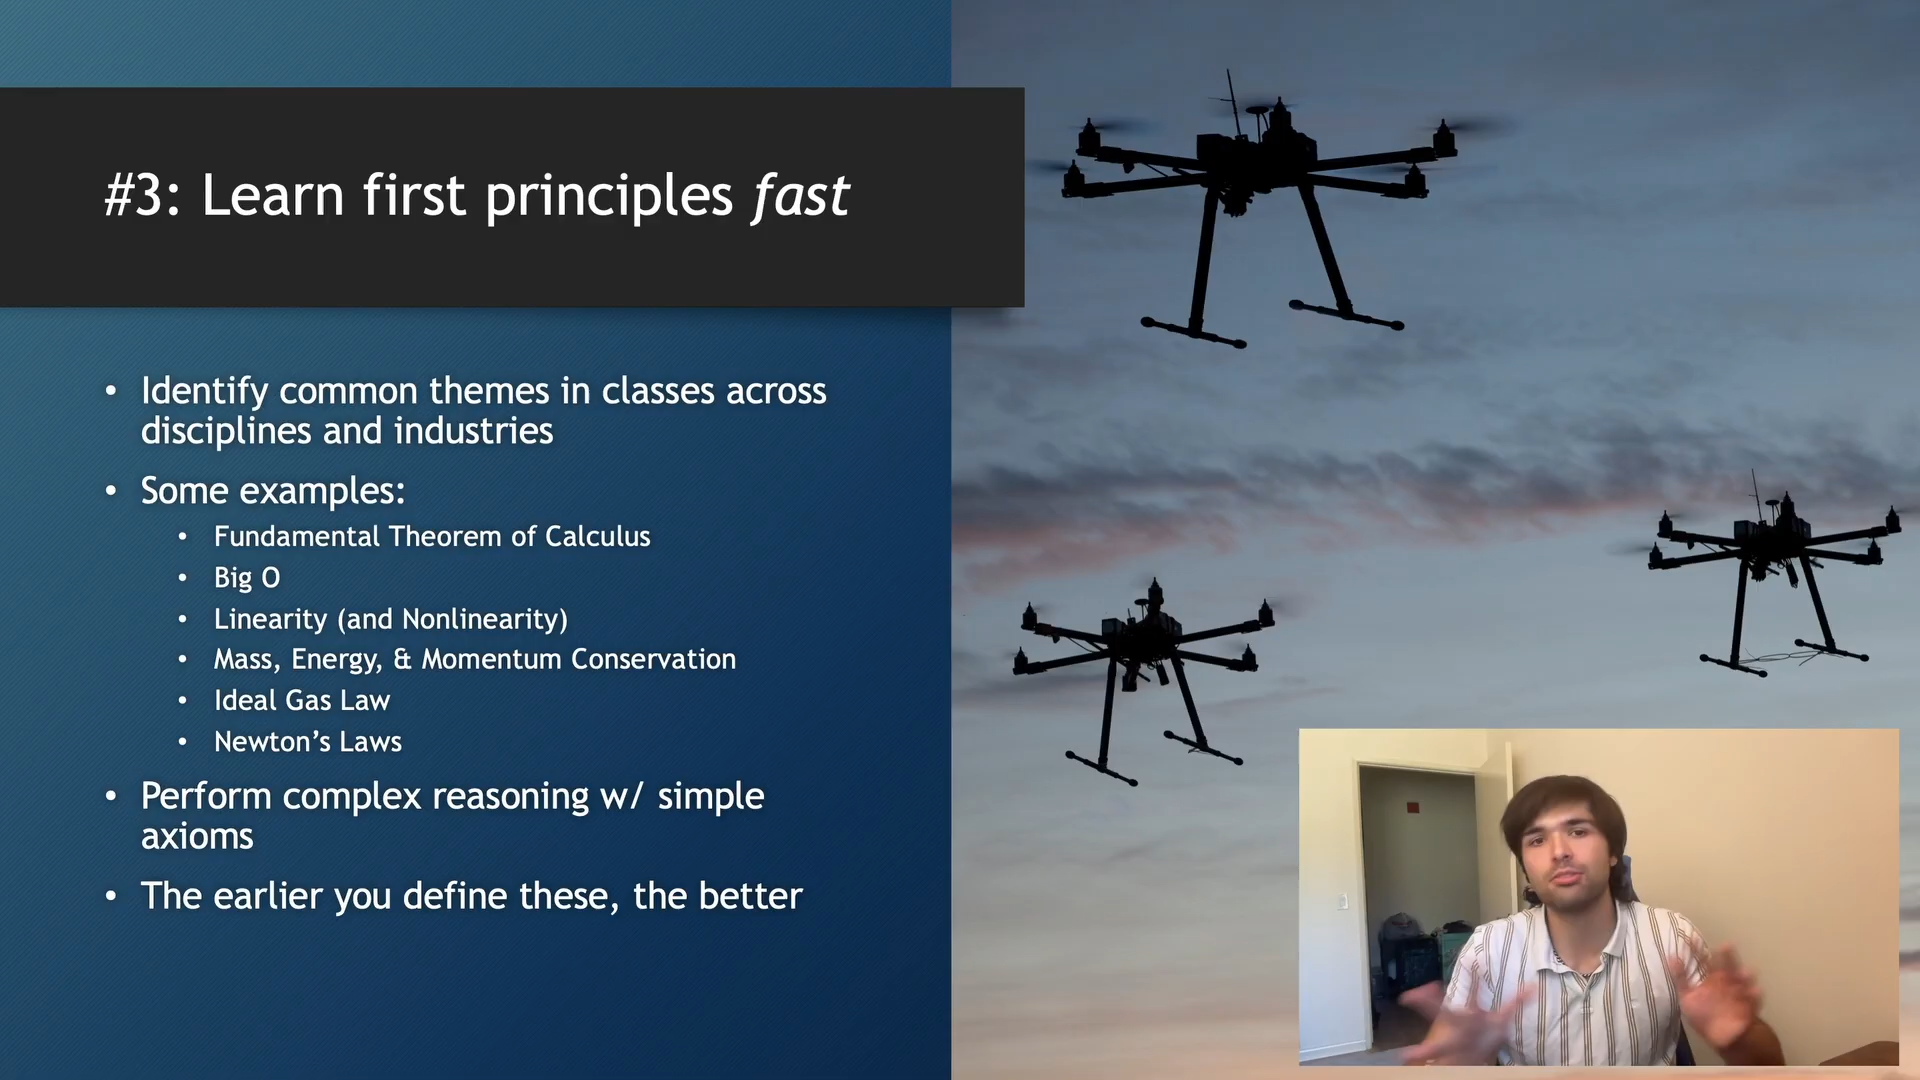 #3: Learn first principles fast
• Identify common themes in classes across
disciplines and industries
• Some examples:
• Fundamental Theorem of Calculus
• Big O
• Linearity (and Nonlinearity)
• Mass, Energy, & Momentum Conservation
• Ideal Gas Law
• Newton’s Laws
• Perform complex reasoning w/ simple
axioms
• The earlier you define these, the better